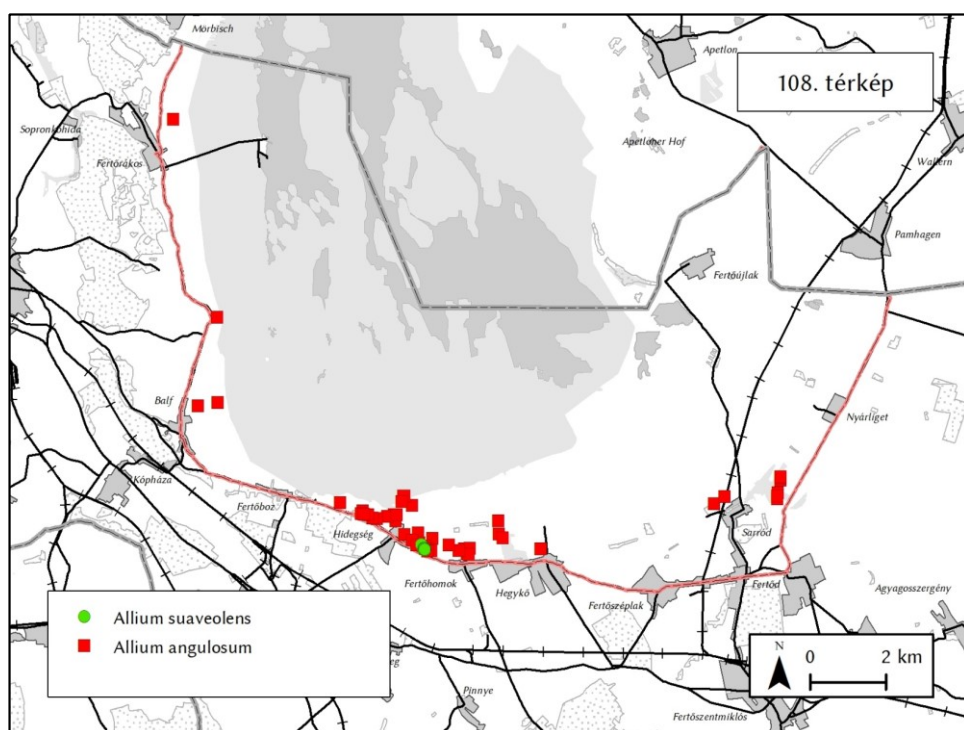 Mörbisch
Apetlon
108. térkép
Sopronkőhida
Fertőrákos
Apetloner Hof
Wallern
Pamhagen
Fertőújlak
Balf
Nyárliget
Kópháza
Fertőboz
Hidegség
Sarród
Fertőhomok
Hegykő
Fertőd
Fertőszéplak
Agyagosszergény
Allium suaveolens
Allium angulosum
N
0 2 km
Pinnye
Fertőszentmiklós